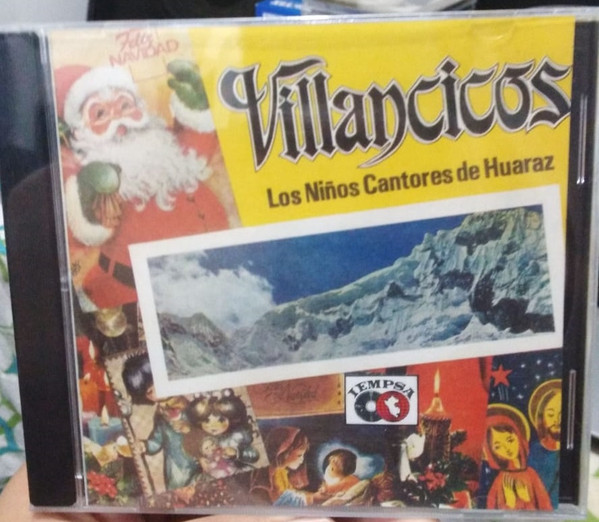 Feliz
NAVIDAD
Villancicos
Los Niños Cantores de Huaraz
IEMPSA